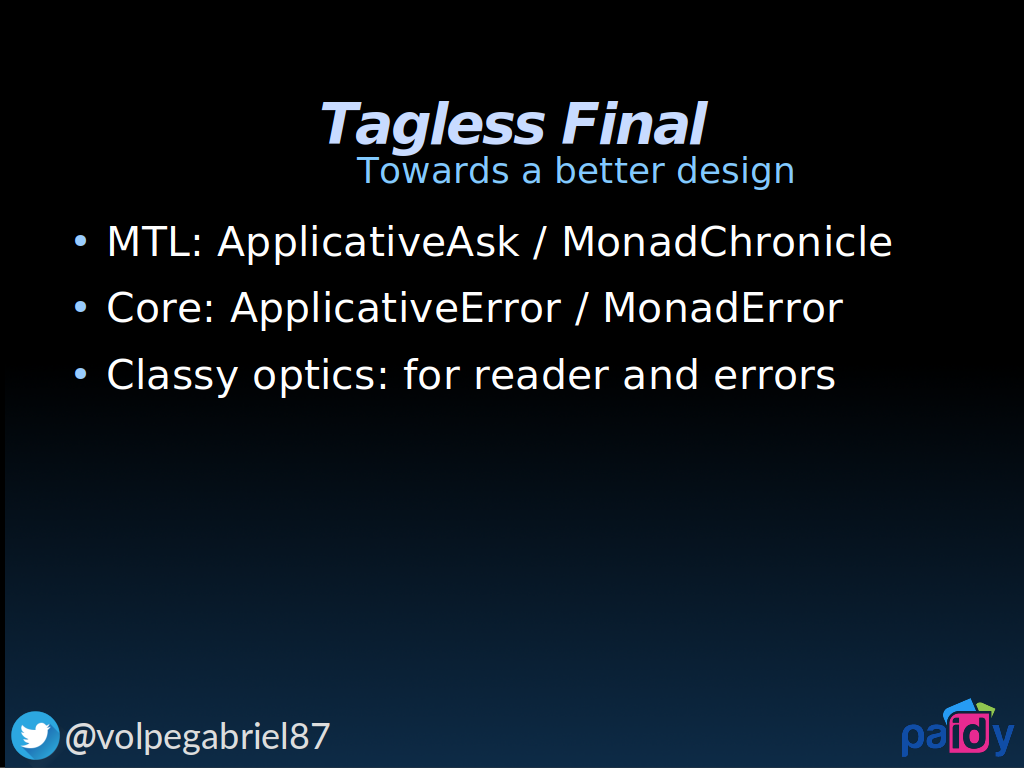 Tagless Final
Towards a better design
• MTL: ApplicativeAsk / MonadChronicle
• Core: ApplicativeError / MonadError
• Classy optics: for reader and errors
@volpegabriel87
paidy